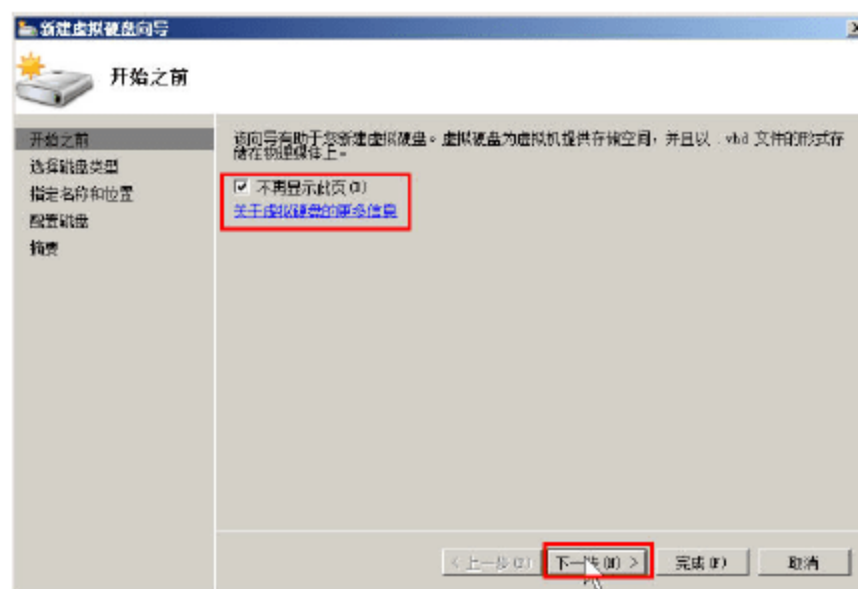 新建虚拟硬盘向导
开始之前
开始之前
选择磁盘类型
指定名称和位置
配置磁盘
摘要
该向导有助于您新建虚拟硬盘。虚拟硬盘为虚拟机提供存储空间，并且以 .vhd 文件的形式存
储在物理媒体上。
不再显示此页(D)
关于虚拟硬盘的更多信息
< 上一步(P)
下一步(N) >
完成(F)
取消